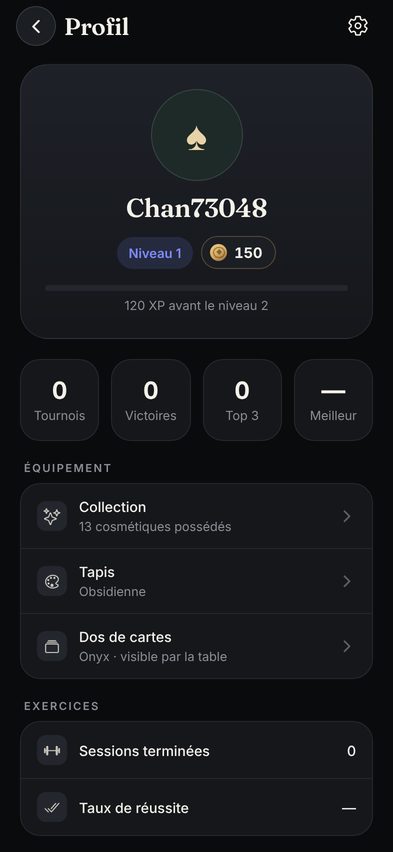 Profil
Chan73048
Niveau 1
150
120 XP avant le niveau 2
0
0
0
—
Tournois
Victoires
Top 3
Meilleur
ÉQUIPEMENT
Collection
13 cosmétiques possédés
Tapis
Obsidienne
Dos de cartes
Onyx · visible par la table
EXERCICES
Sessions terminées
0
Taux de réussite
—